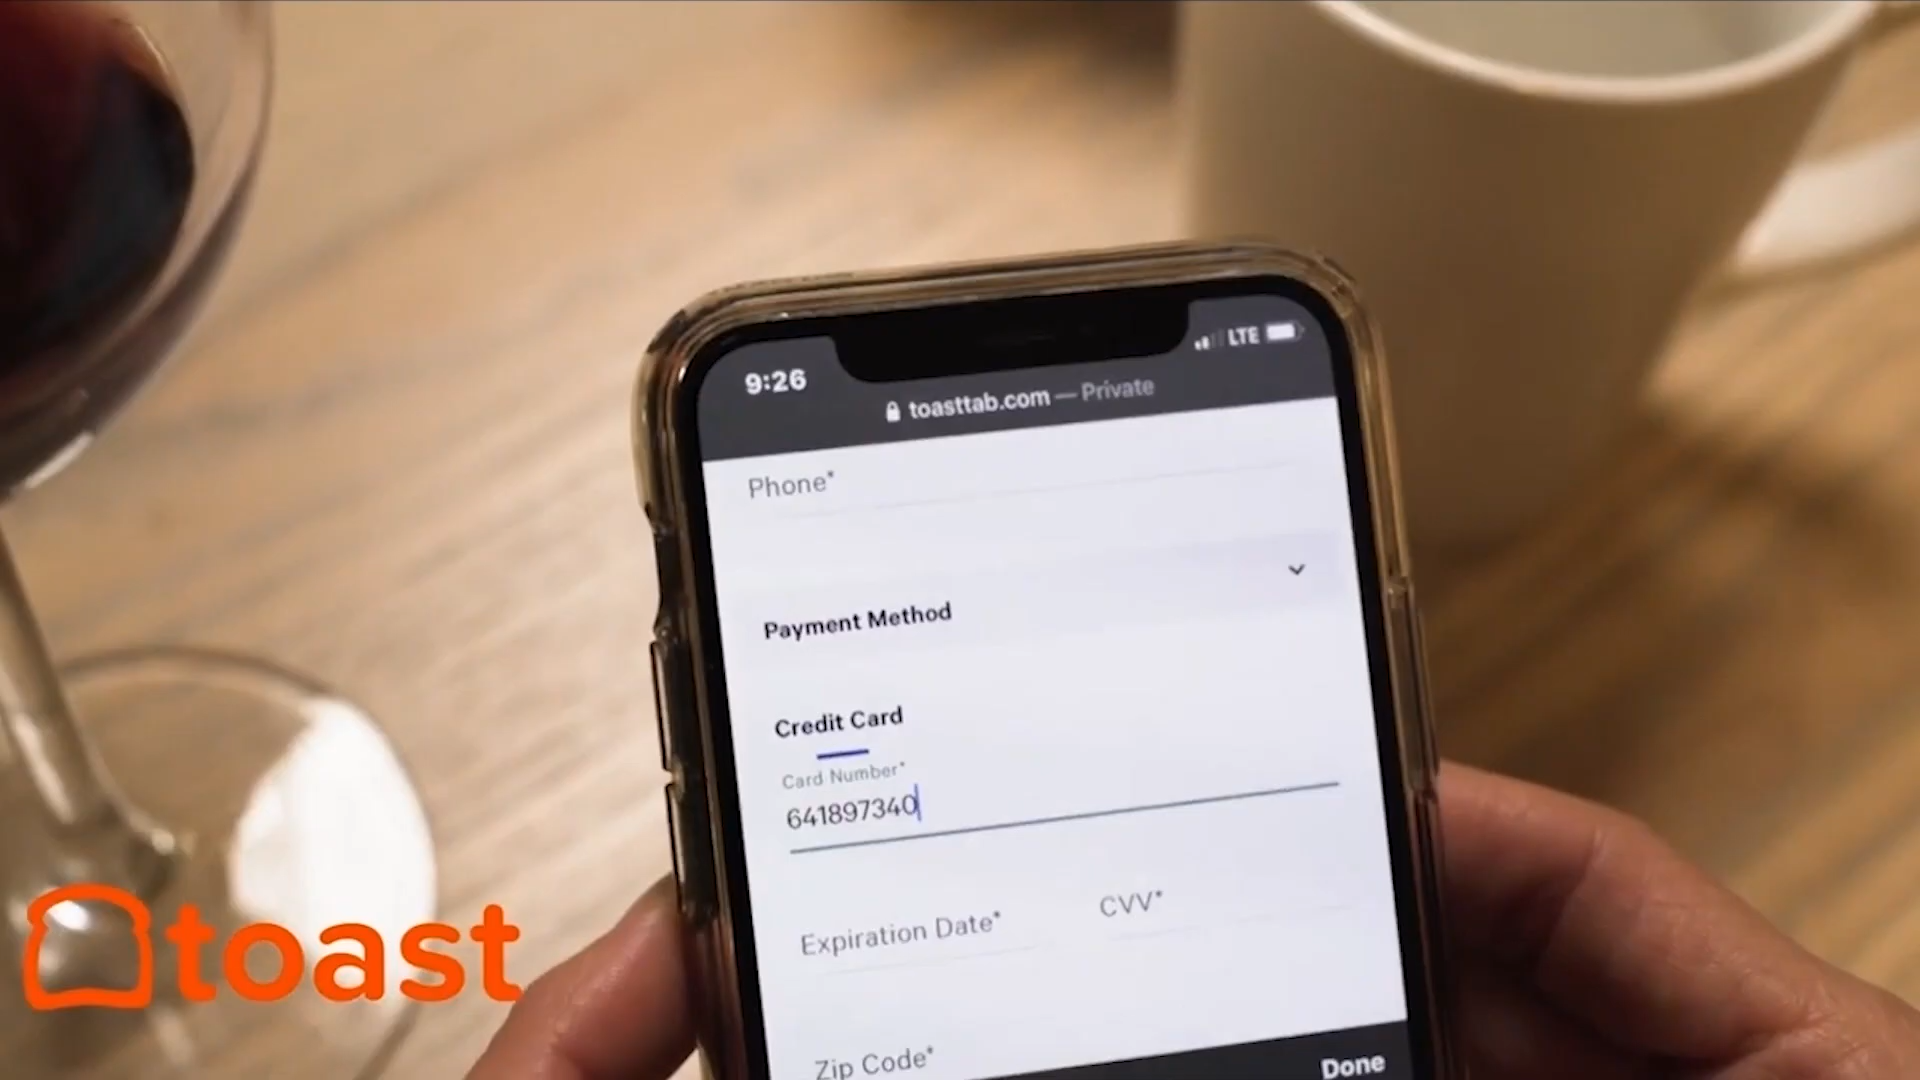 9:26
LTE
toasttab.com — Private
Phone*
Payment Method
Credit Card
Card Number*
641897340
Expiration Date*
CVV*
Zip Code*
Done
toast